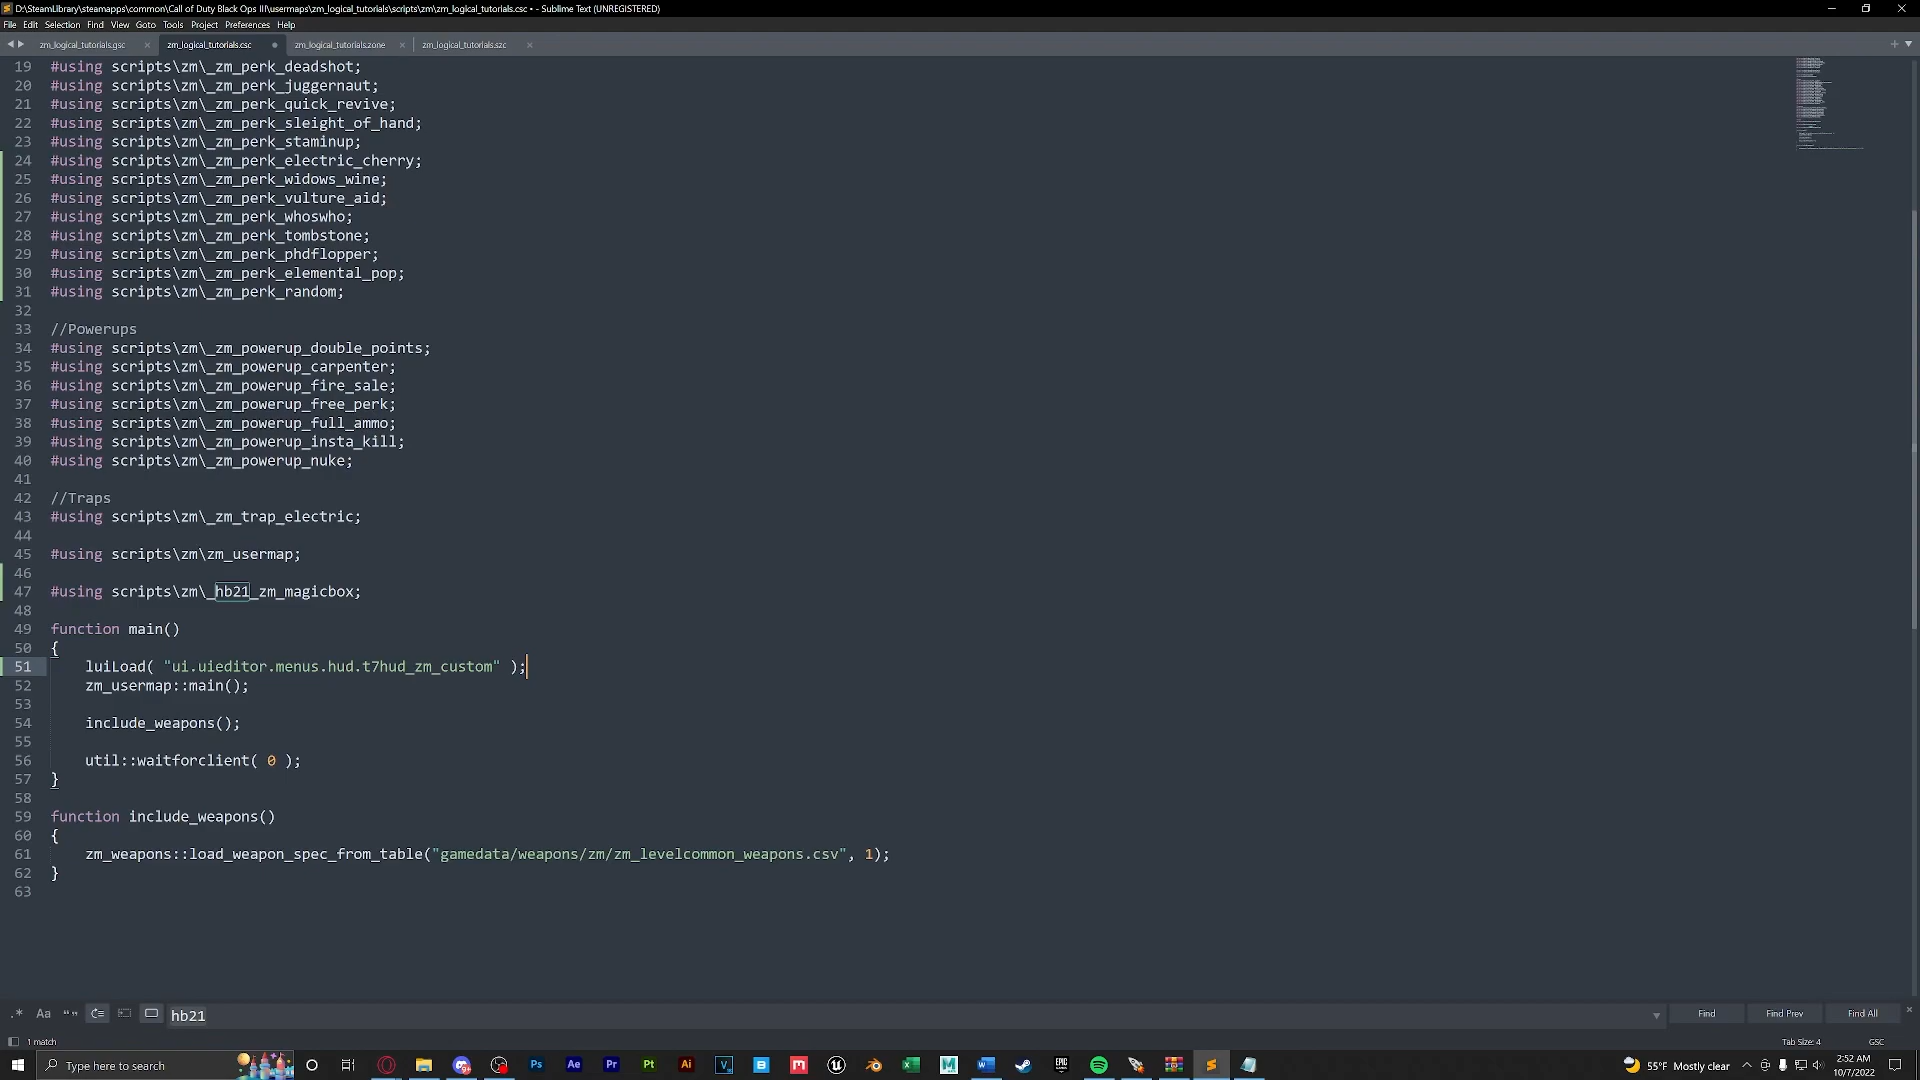 D:\SteamLibrary\steamapps\common\Call of Duty Black Ops III\usermaps\zm_logical_tutorials\scripts\zm\zm_logical_tutorials.csc • - Sublime Text (UNREGISTERED)
File Edit Selection Find View Goto Tools Project Preferences Help
zm_logical_tutorials.gsc × zm_logical_tutorials.csc zm_logical_tutorials.zone × zm_logical_tutorials.szc ×
19 #using scripts\zm\_zm_perk_deadshot;
20 #using scripts\zm\_zm_perk_juggernaut;
21 #using scripts\zm\_zm_perk_quick_revive;
22 #using scripts\zm\_zm_perk_sleight_of_hand;
23 #using scripts\zm\_zm_perk_staminup;
24 #using scripts\zm\_zm_perk_electric_cherry;
25 #using scripts\zm\_zm_perk_widows_wine;
26 #using scripts\zm\_zm_perk_vulture_aid;
27 #using scripts\zm\_zm_perk_whoswho;
28 #using scripts\zm\_zm_perk_tombstone;
29 #using scripts\zm\_zm_perk_phdflopper;
30 #using scripts\zm\_zm_perk_elemental_pop;
31 #using scripts\zm\_zm_perk_random;
32
33 //Powerups
34 #using scripts\zm\_zm_powerup_double_points;
35 #using scripts\zm\_zm_powerup_carpenter;
36 #using scripts\zm\_zm_powerup_fire_sale;
37 #using scripts\zm\_zm_powerup_free_perk;
38 #using scripts\zm\_zm_powerup_full_ammo;
39 #using scripts\zm\_zm_powerup_insta_kill;
40 #using scripts\zm\_zm_powerup_nuke;
41
42 //Traps
43 #using scripts\zm\_zm_trap_electric;
44
45 #using scripts\zm\zm_usermap;
46
47 #using scripts\zm\_hb21_zm_magicbox;
48
49 function main()
50 {
51 luiLoad( "ui.uieditor.menus.hud.t7hud_zm_custom" );
52 zm_usermap::main();
53
54 include_weapons();
55
56 util::waitforclient( 0 );
57 }
58
59 function include_weapons()
60 {
61 zm_weapons::load_weapon_spec_from_table("gamedata/weapons/zm/zm_levelcommon_weapons.csv", 1);
62 }
63
.* Aa “” hb21 Find Find Prev Find All ×
1 match Tab Size: 4 GSC
Type here to search Ps Ae Pr Pt Ai V B M EPIC GAMES 55°F Mostly clear 2:52 AM
10/7/2022